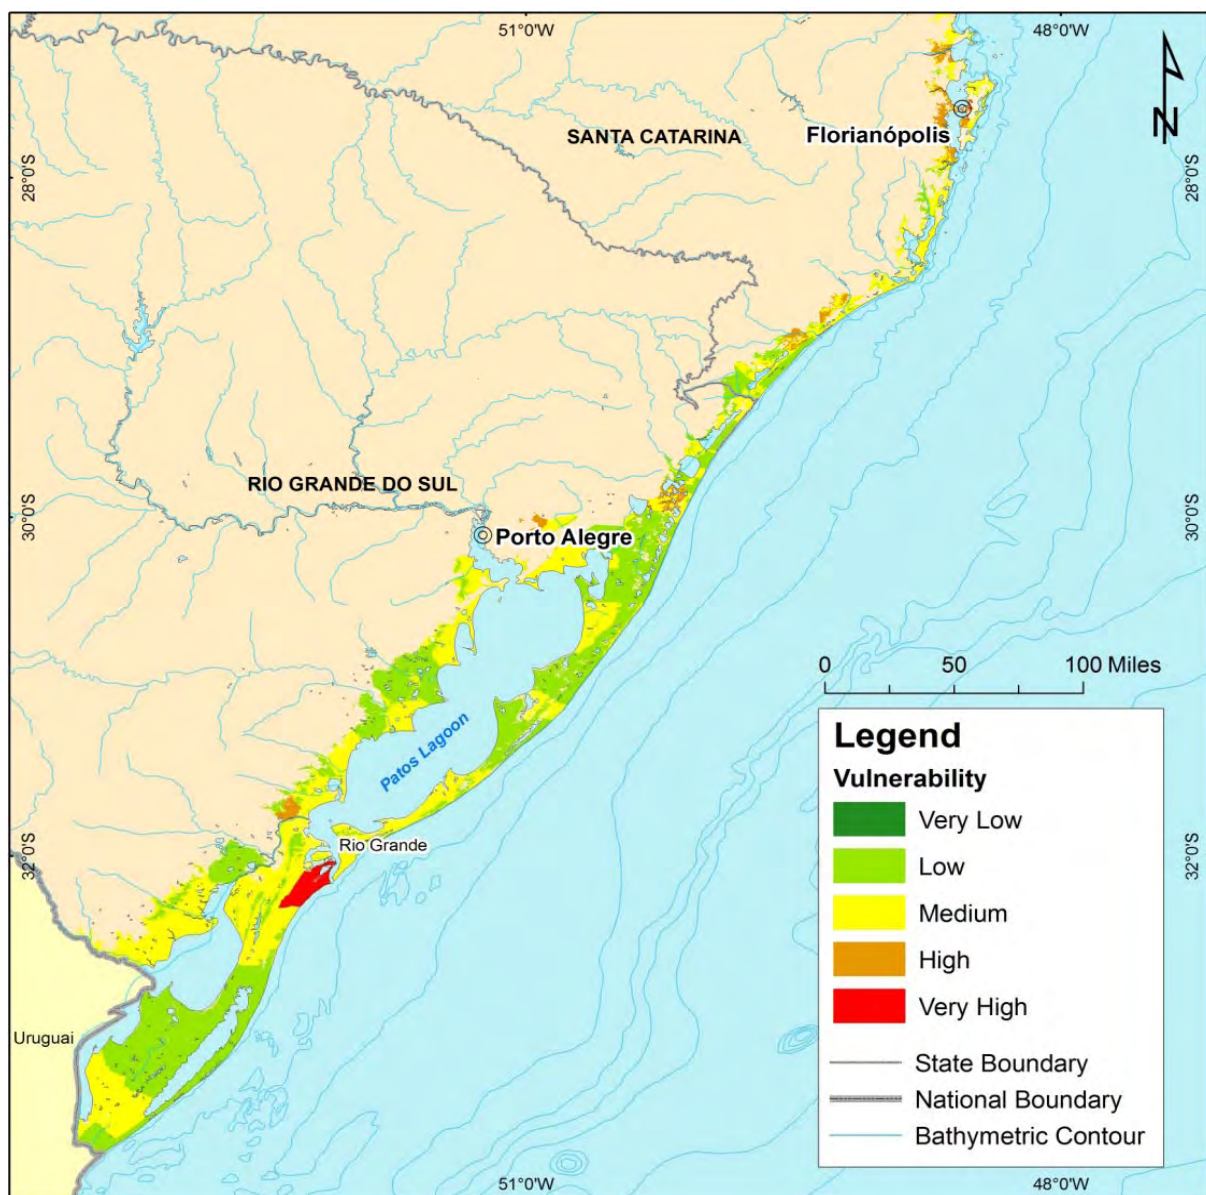 51°0'W
48°0'W
N
SANTA CATARINA
Florianópolis
28°0'S
28°0'S
RIO GRANDE DO SUL
30°0'S
Porto Alegre
30°0'S
0 50 100 Miles
Patos Lagoon
Legend
Vulnerability
Very Low
Low
Medium
High
Very High
State Boundary
National Boundary
Bathymetric Contour
Rio Grande
32°0'S
32°0'S
Uruguai
51°0'W
48°0'W